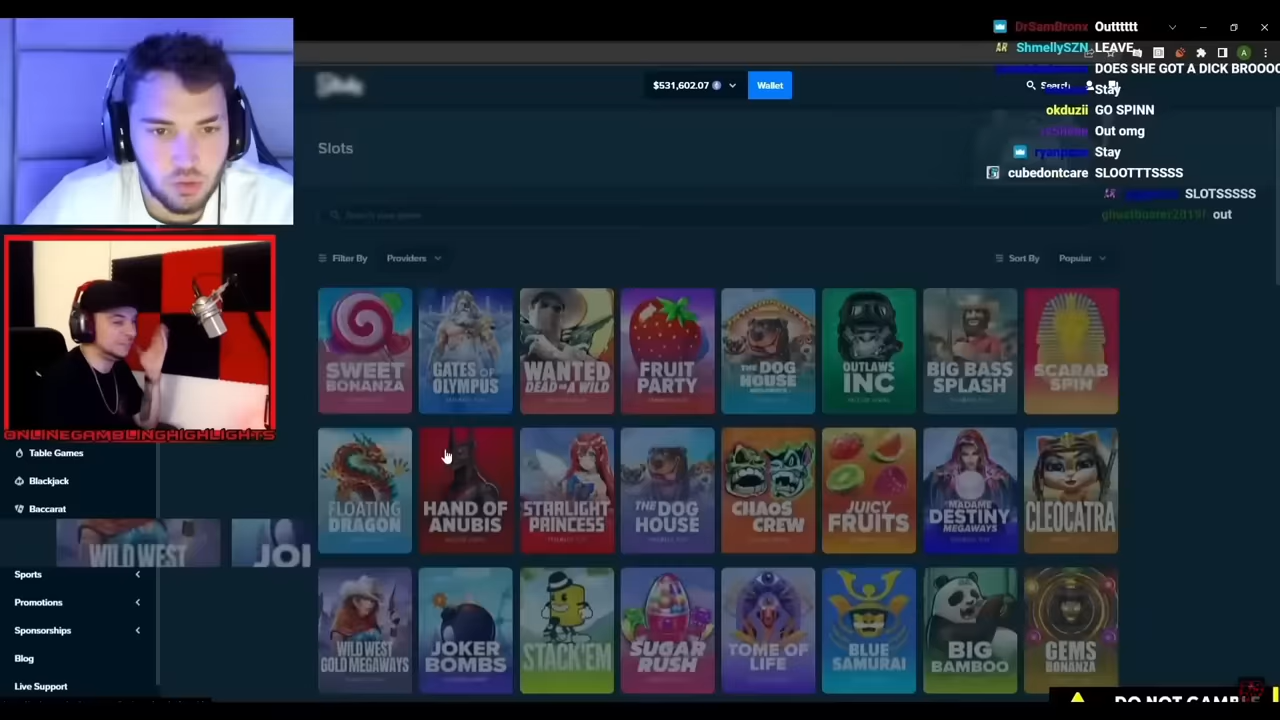 DrSamBronx Outttttt
ShmellySZN LEAVE
DOES SHE GOT A DICK BROOOO
Stay
okduzii GO SPINN
Out omg
Stay
cubedontcare SLOOTTTSSSS
SLOTSSSSS
out
$531,602.07
Wallet
Search
Slots
Search your game
Filter By
Providers
Sort By
Popular
SWEET BONANZA
GATES OF OLYMPUS
WANTED DEAD OR A WILD
FRUIT PARTY
THE DOG HOUSE
OUTLAWS INC
BIG BASS SPLASH
SCARAB SPIN
ONLINEGAMBLINGHIGHLIGHTS
Table Games
Blackjack
Baccarat
WILD WEST
JOI
Sports
Promotions
Sponsorships
Blog
Live Support
FLOATING DRAGON
HAND OF ANUBIS
STARLIGHT PRINCESS
THE DOG HOUSE
CHAOS CREW
JUICY FRUITS
MADAME DESTINY MEGAWAYS
CLEOCATRA
WILD WEST GOLD MEGAWAYS
JOKER BOMBS
STACK'EM
SUGAR RUSH
TOME OF LIFE
BLUE SAMURAI
BIG BAMBOO
GEMS BONANZA
DO NOT GAMBLE